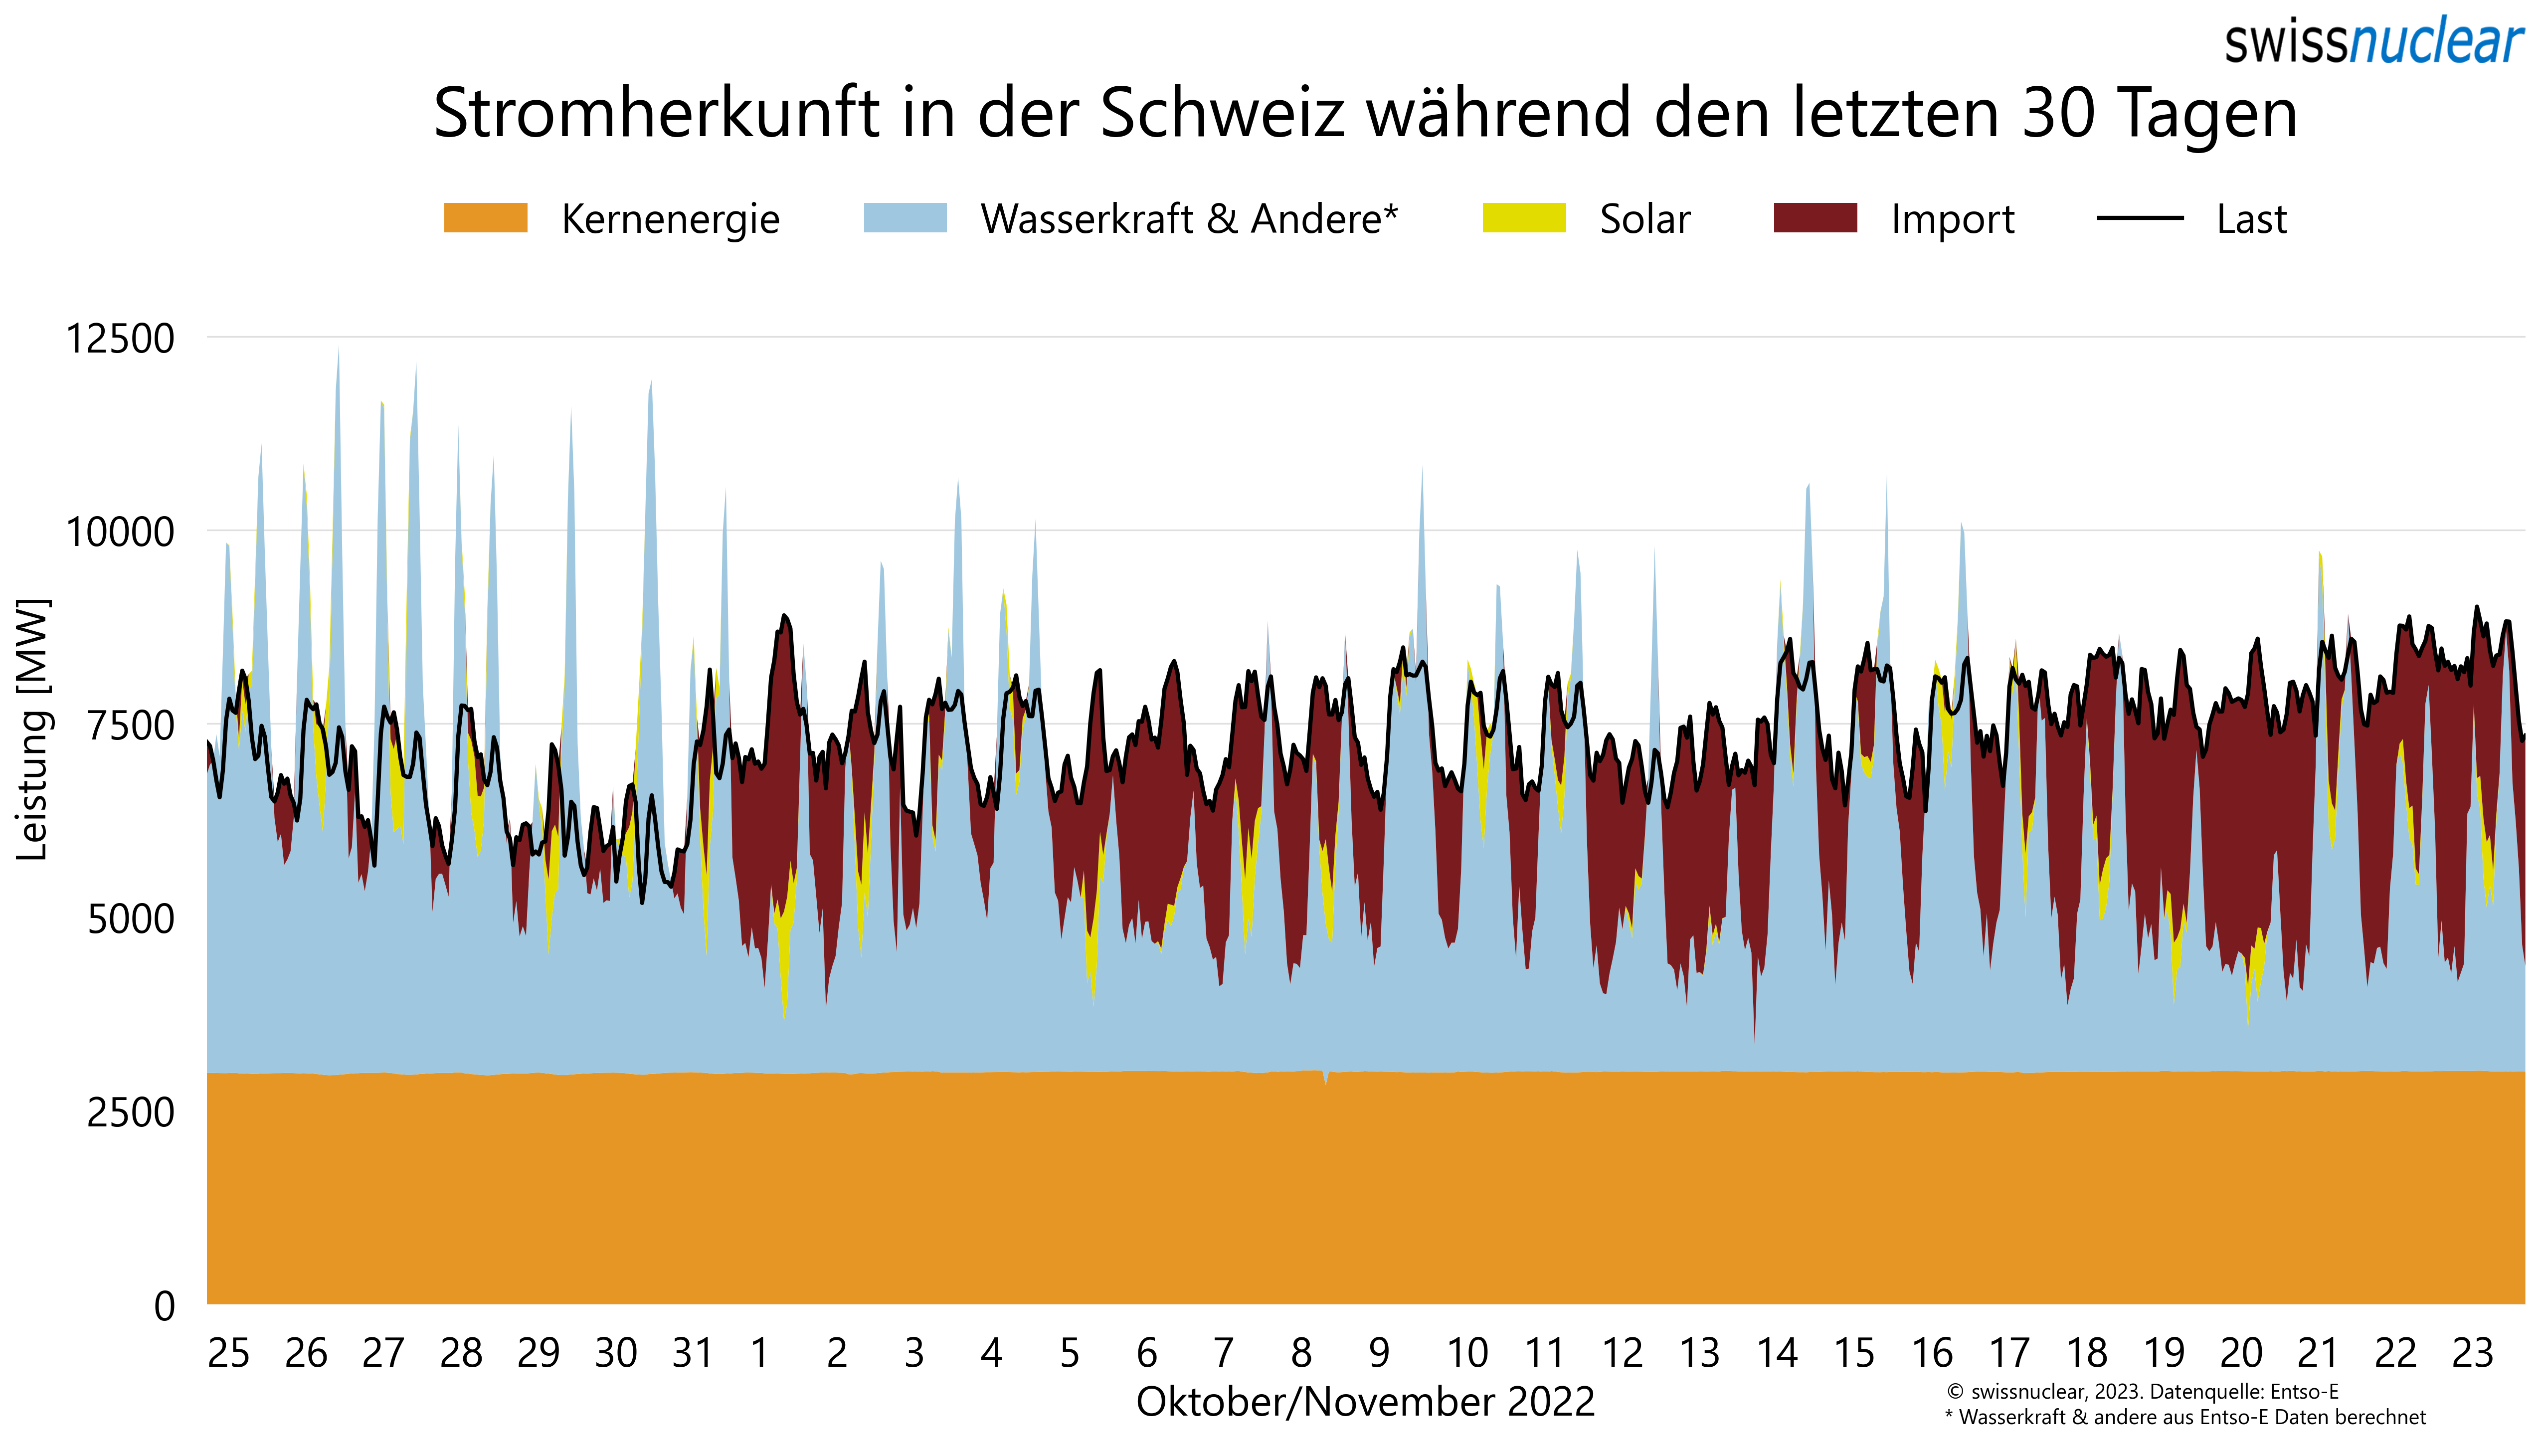 swissnuclear
Stromherkunft in der Schweiz während den letzten 30 Tagen
Kernenergie Wasserkraft & Andere* Solar Import Last
12500
10000
7500
5000
2500
0
Leistung [MW]
25 26 27 28 29 30 31 1 2 3 4 5 6 7 8 9 10 11 12 13 14 15 16 17 18 19 20 21 22 23
Oktober/November 2022
© swissnuclear, 2023. Datenquelle: Entso-E
* Wasserkraft & andere aus Entso-E Daten berechnet